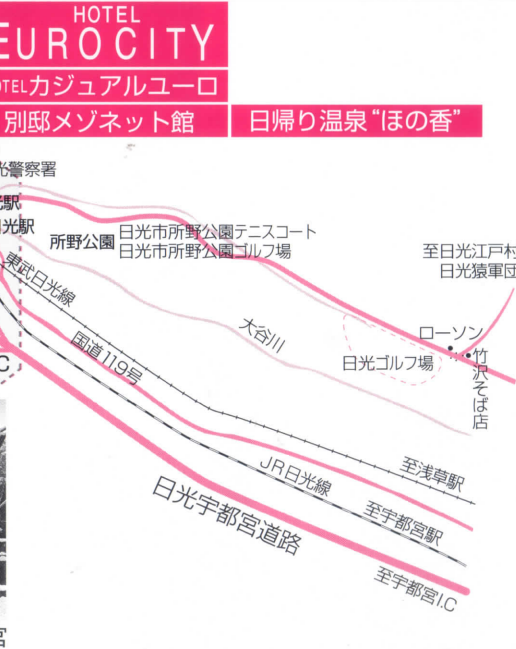 HOTEL
EUROCITY
HOTELカジュアルユーロ
別邸メゾネット館
日帰り温泉“ほの香”
光警察署
光駅
光駅
所野公園
日光市所野公園テニスコート
日光市所野公園ゴルフ場
至日光江戸村
日光猿軍団
東武日光線
大谷川
ローソン
日光ゴルフ場
竹沢そば店
国道119号
C
至浅草駅
JR日光線
至宇都宮駅
日光宇都宮道路
至宇都宮I.C
宮